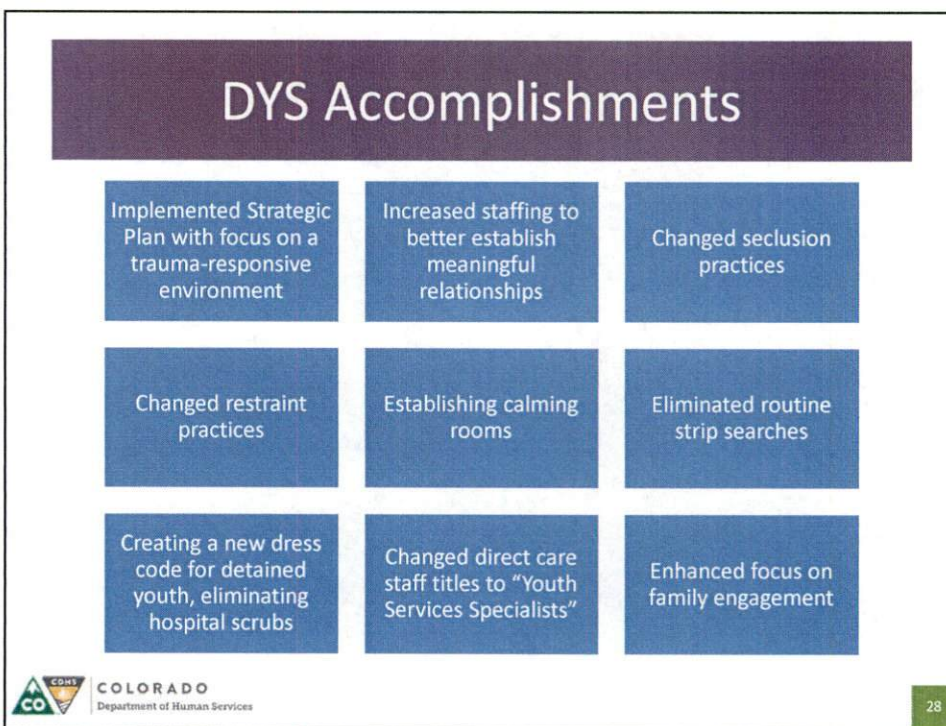 DYS Accomplishments
Implemented Strategic
Plan with focus on a
trauma-responsive
environment
Increased staffing to
better establish
meaningful
relationships
Changed seclusion
practices
Changed restraint
practices
Establishing calming
rooms
Eliminated routine
strip searches
Creating a new dress
code for detained
youth, eliminating
hospital scrubs
Changed direct care
staff titles to “Youth
Services Specialists”
Enhanced focus on
family engagement
CO
CDHS
COLORADO
Department of Human Services
28